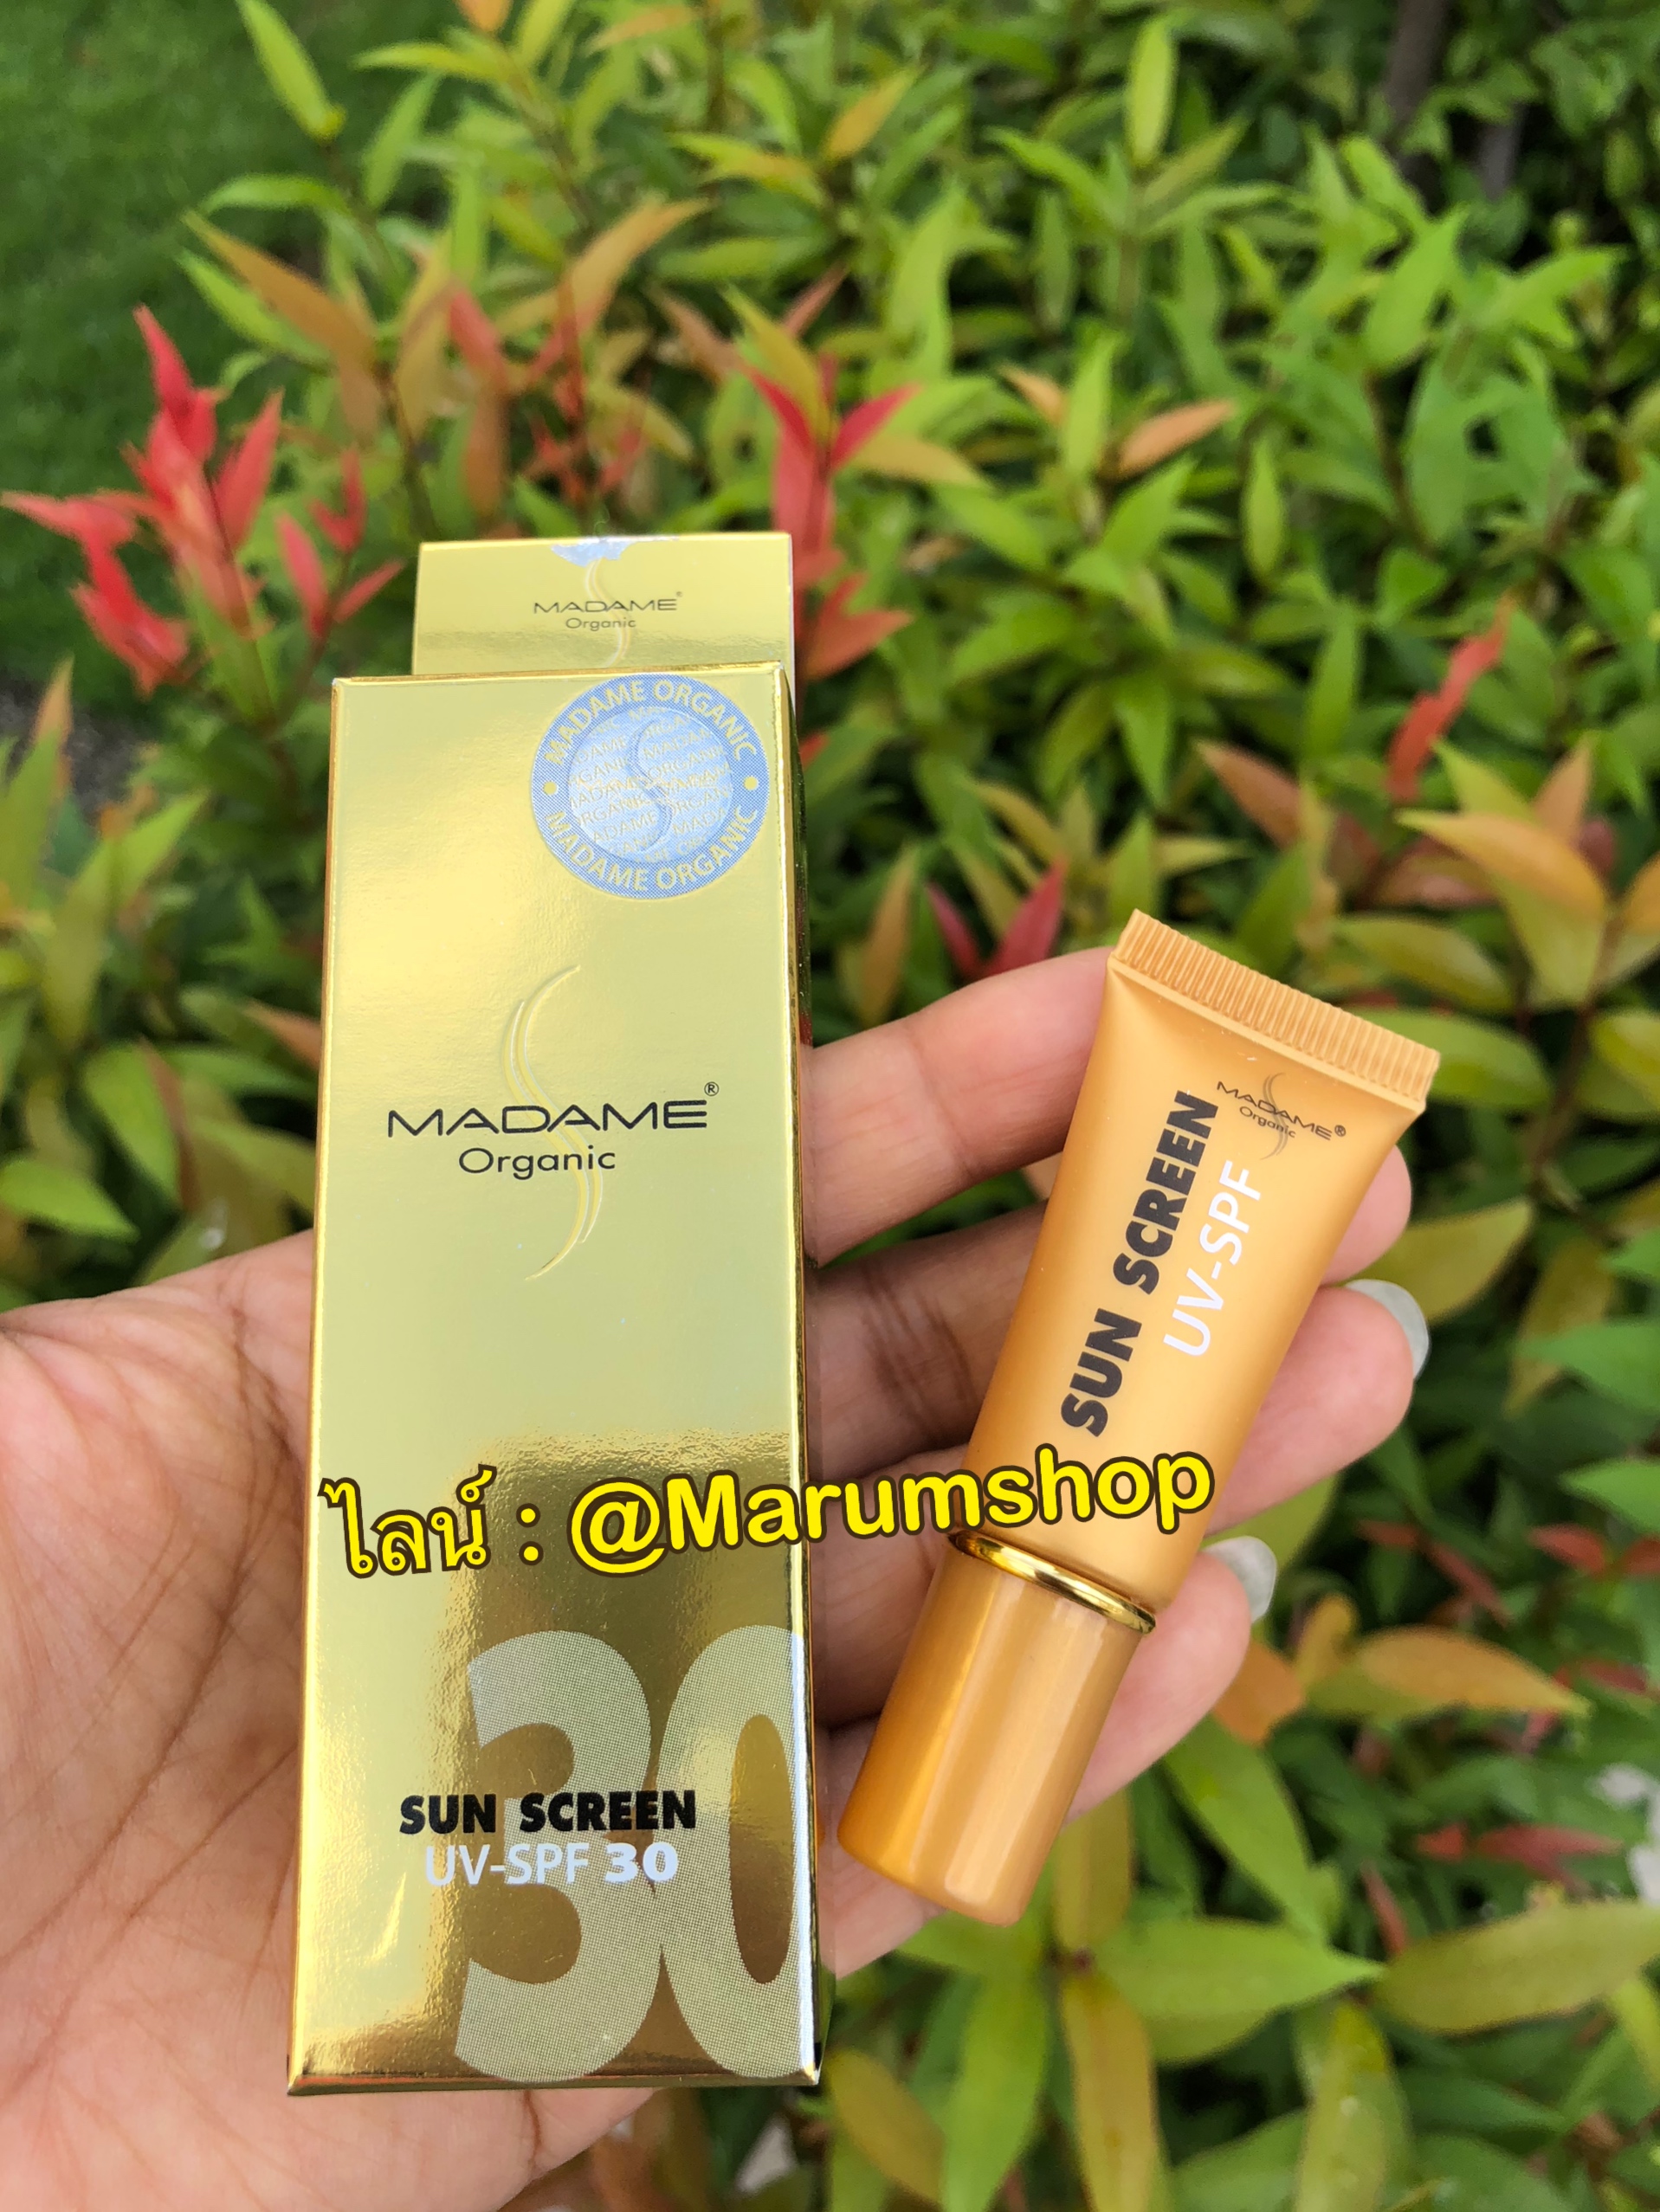 MADAME®
Organic
MADAME ORGANIC
MADAME ORGANIC
MADAME®
Organic
MADAME®
Organic
SUN SCREEN
UV-SPF
ไลน์ : @Marumshop
30
SUN SCREEN
UV-SPF 30